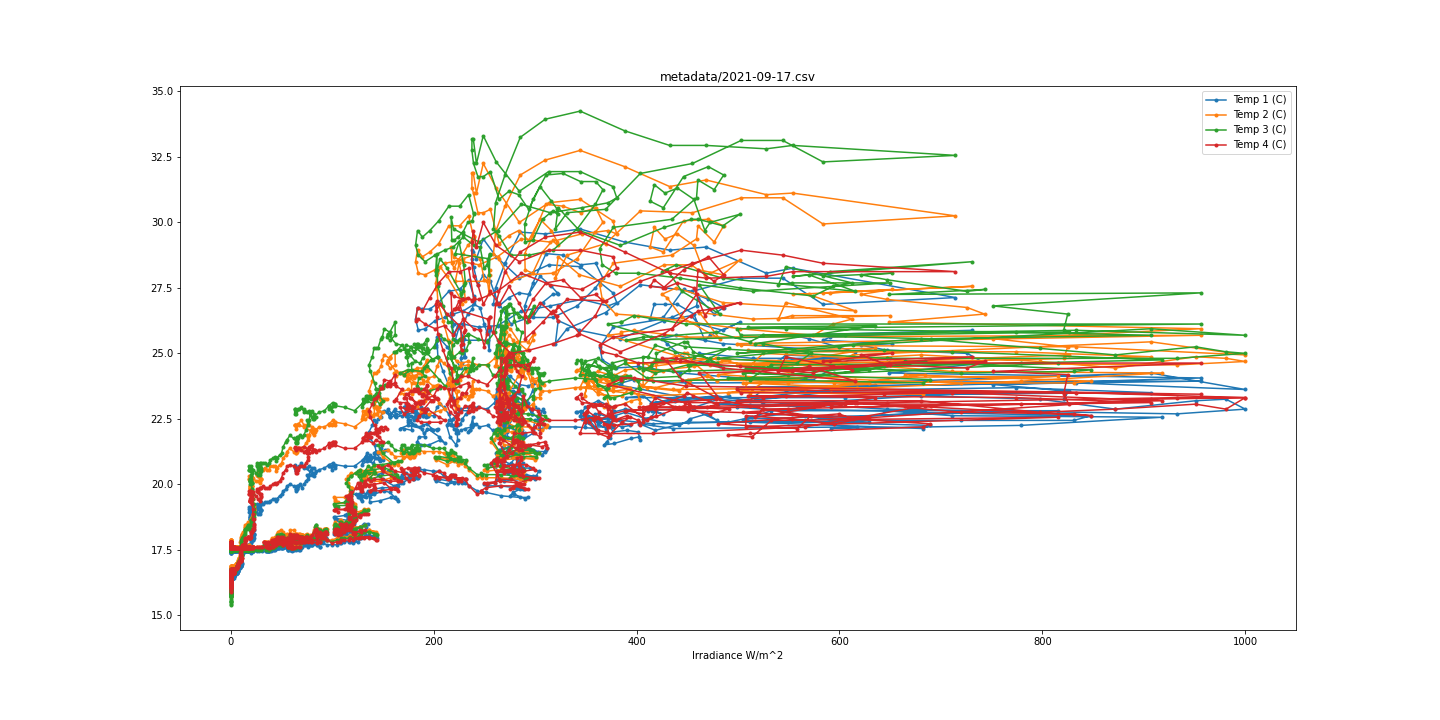 metadata/2021-09-17.csv
35.0
32.5
30.0
27.5
25.0
22.5
20.0
17.5
15.0
Temp 1 (C)
Temp 2 (C)
Temp 3 (C)
Temp 4 (C)
0 200 400 600 800 1000
Irradiance W/m^2